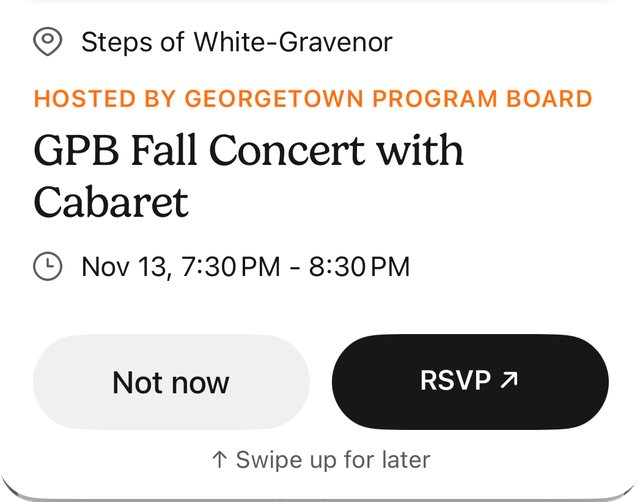 Steps of White-Gravenor
HOSTED BY GEORGETOWN PROGRAM BOARD
GPB Fall Concert with
Cabaret
Nov 13, 7:30 PM - 8:30 PM
Not now
RSVP ↗
↑ Swipe up for later